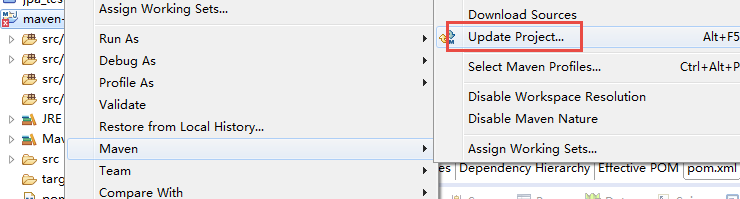 jpa_tes
Assign Working Sets...
Download Sources
maven-
Run As
Update Project...
Alt+F5
src/
Debug As
src/
Profile As
Select Maven Profiles...
Ctrl+Alt+P
src/
Validate
Disable Workspace Resolution
src/
Restore from Local History...
Disable Maven Nature
JRE
Mav
Maven
Assign Working Sets...
src
Team
es
Dependency Hierarchy
Effective POM
pom.xml
targ
Compare With